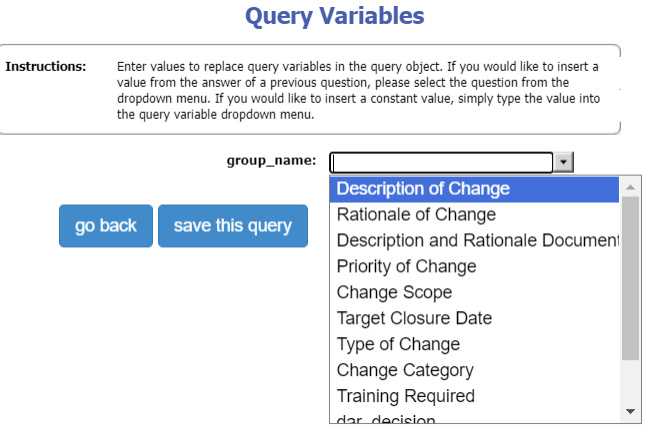 Query Variables
Instructions: Enter values to replace query variables in the query object. If you would like to insert a
value from the answer of a previous question, please select the question from the
dropdown menu. If you would like to insert a constant value, simply type the value into
the query variable dropdown menu.
group_name:
Description of Change
Rationale of Change
go back save this query
Description and Rationale Document
Priority of Change
Change Scope
Target Closure Date
Type of Change
Change Category
Training Required
dar_decision